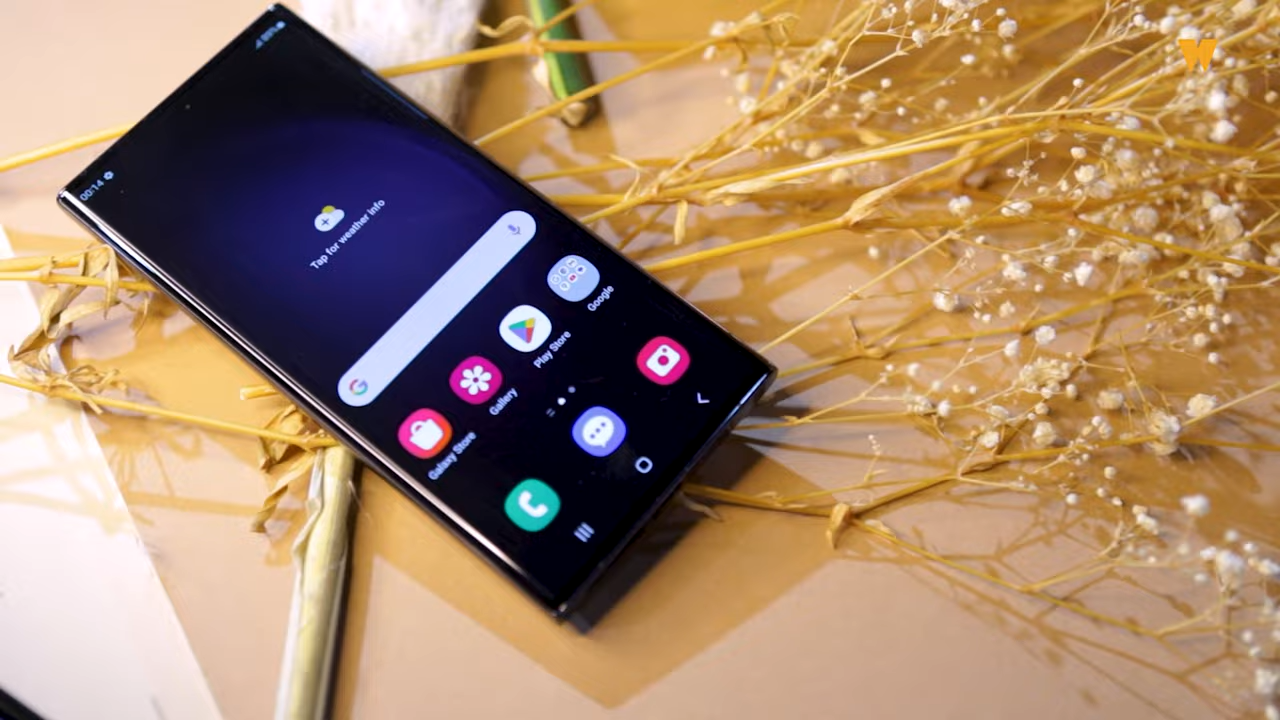 00:14
Tap for weather info
Google
Play Store
Gallery
Galaxy Store
W